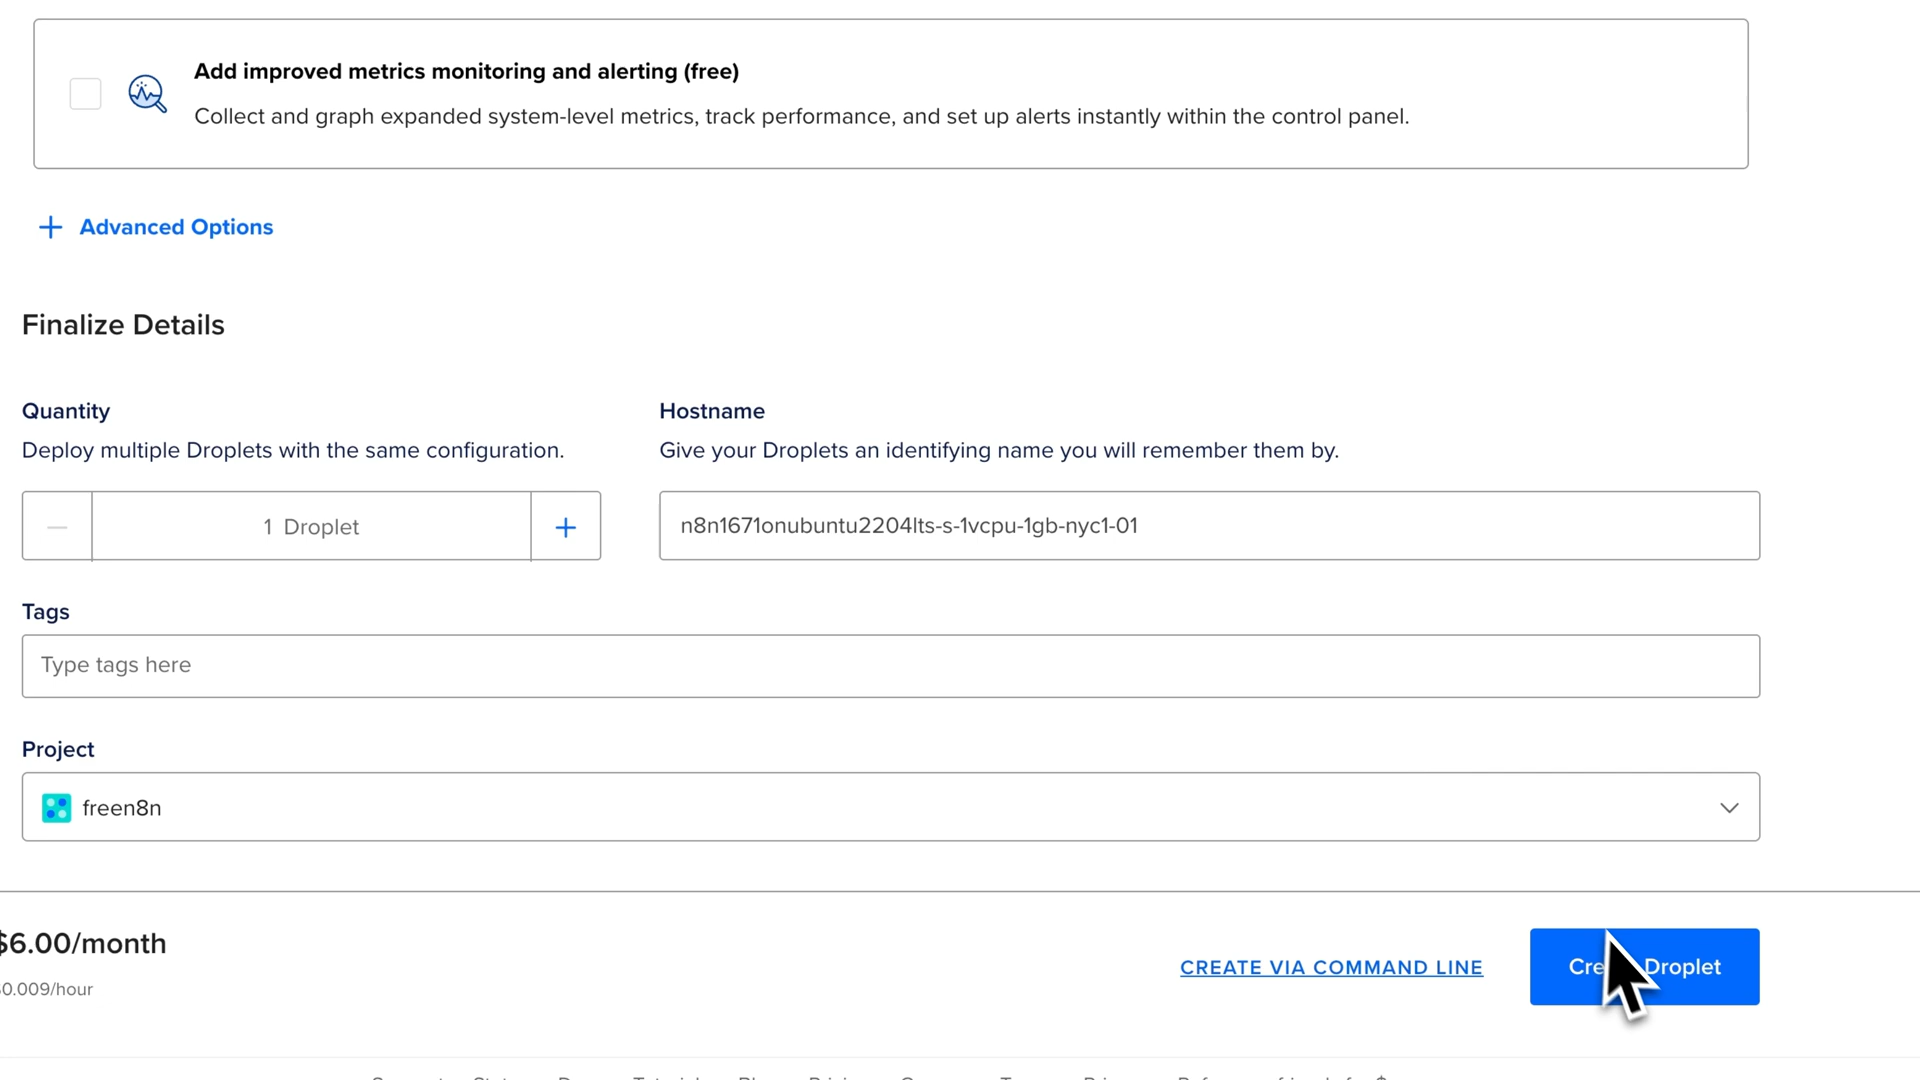 Add improved metrics monitoring and alerting (free)
Collect and graph expanded system-level metrics, track performance, and set up alerts instantly within the control panel.
Advanced Options
Finalize Details
Quantity
Deploy multiple Droplets with the same configuration.
1 Droplet
Hostname
Give your Droplets an identifying name you will remember them by.
n8n1671onubuntu2204lts-s-1vcpu-1gb-nyc1-01
Tags
Type tags here
Project
freen8n
$6.00/month
0.009/hour
CREATE VIA COMMAND LINE
Droplet